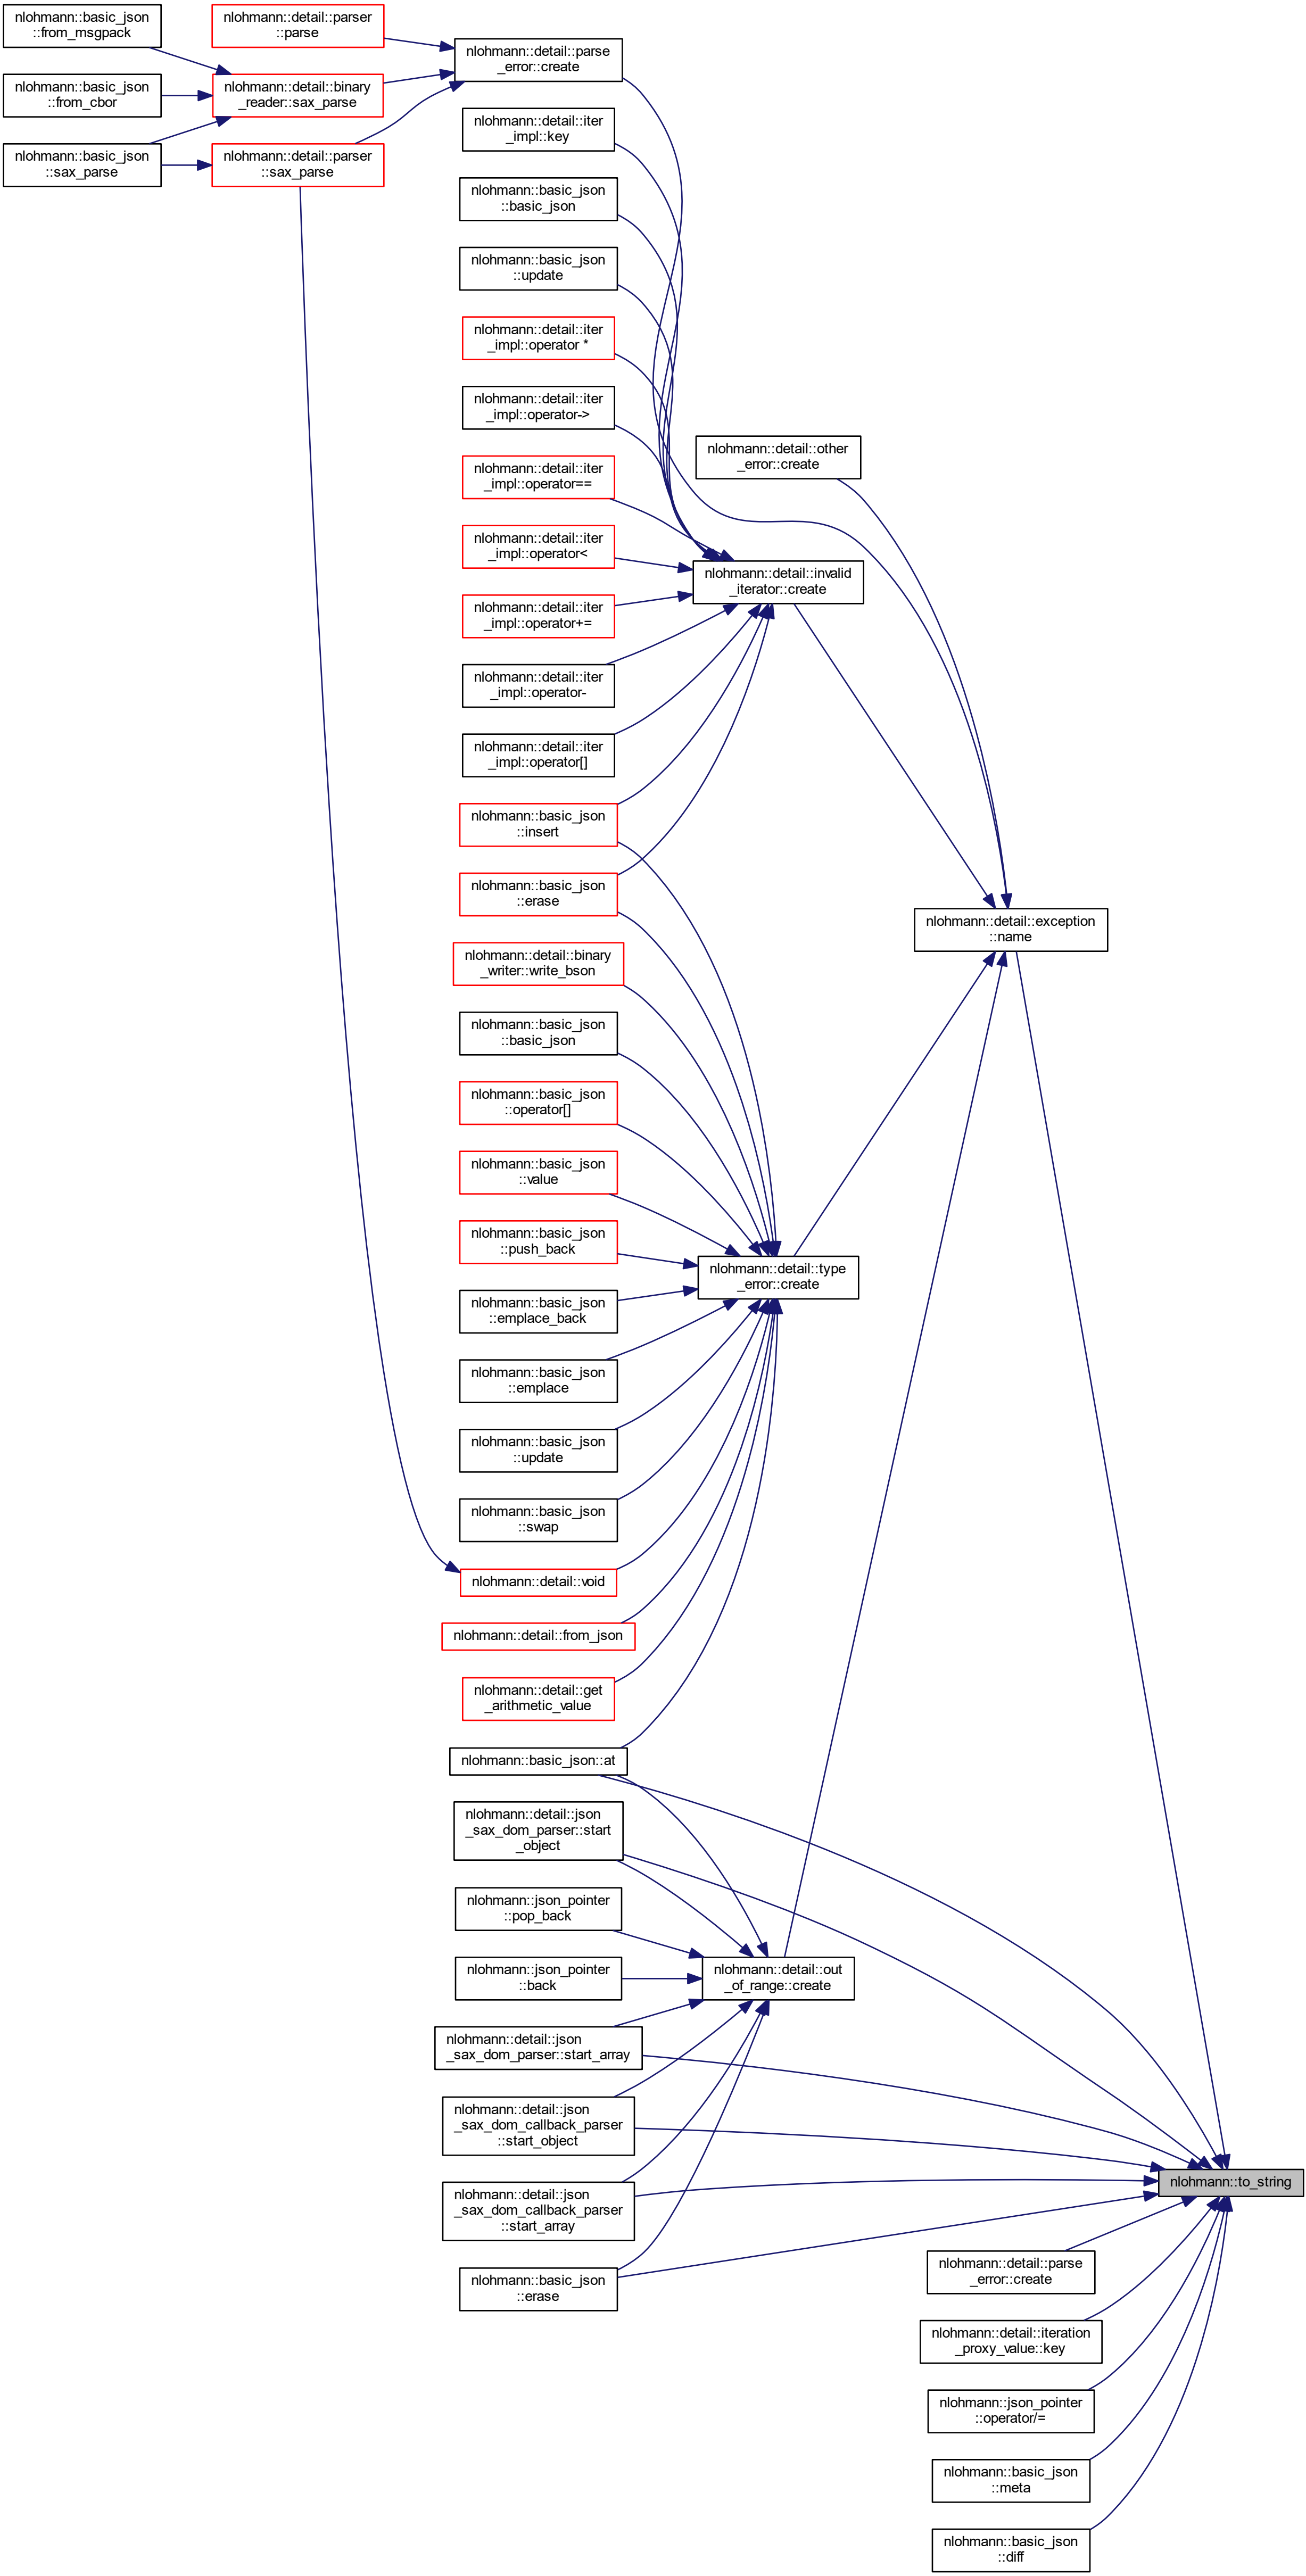 nlohmann::basic_json
::from_msgpack
nlohmann::basic_json
::from_cbor
nlohmann::basic_json
::sax_parse
nlohmann::detail::parser
::parse
nlohmann::detail::binary
_reader::sax_parse
nlohmann::detail::parser
::sax_parse
nlohmann::detail::parse
_error::create
nlohmann::detail::iter
_impl::key
nlohmann::basic_json
::basic_json
nlohmann::basic_json
::update
nlohmann::detail::iter
_impl::operator *
nlohmann::detail::iter
_impl::operator->
nlohmann::detail::iter
_impl::operator==
nlohmann::detail::iter
_impl::operator<
nlohmann::detail::iter
_impl::operator+=
nlohmann::detail::iter
_impl::operator-
nlohmann::detail::iter
_impl::operator[]
nlohmann::basic_json
::insert
nlohmann::basic_json
::erase
nlohmann::detail::binary
_writer::write_bson
nlohmann::basic_json
::basic_json
nlohmann::basic_json
::operator[]
nlohmann::basic_json
::value
nlohmann::basic_json
::push_back
nlohmann::basic_json
::emplace_back
nlohmann::basic_json
::emplace
nlohmann::basic_json
::update
nlohmann::basic_json
::swap
nlohmann::detail::void
nlohmann::detail::from_json
nlohmann::detail::get
_arithmetic_value
nlohmann::basic_json::at
nlohmann::detail::json
_sax_dom_parser::start
_object
nlohmann::json_pointer
::pop_back
nlohmann::json_pointer
::back
nlohmann::detail::json
_sax_dom_parser::start_array
nlohmann::detail::json
_sax_dom_callback_parser
::start_object
nlohmann::detail::json
_sax_dom_callback_parser
::start_array
nlohmann::basic_json
::erase
nlohmann::detail::other
_error::create
nlohmann::detail::invalid
_iterator::create
nlohmann::detail::type
_error::create
nlohmann::detail::out
_of_range::create
nlohmann::detail::exception
::name
nlohmann::detail::parse
_error::create
nlohmann::detail::iteration
_proxy_value::key
nlohmann::json_pointer
::operator/=
nlohmann::basic_json
::meta
nlohmann::basic_json
::diff
nlohmann::to_string